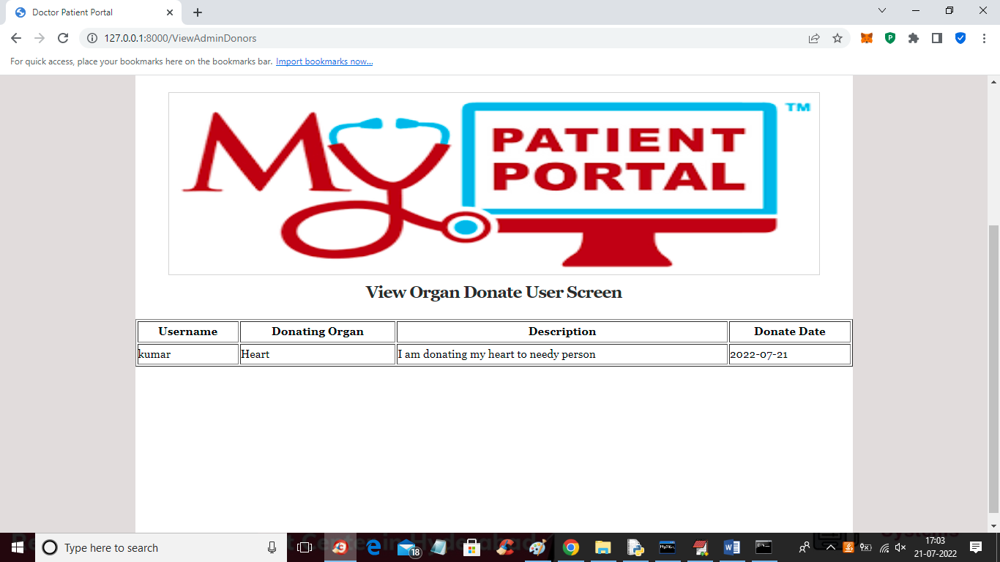 Doctor Patient Portal
127.0.0.1:8000/ViewAdminDonors
For quick access, place your bookmarks here on the bookmarks bar. Import bookmarks now...
My PATIENT PORTAL TM
View Organ Donate User Screen
Username Donating Organ Description Donate Date
kumar Heart I am donating my heart to needy person 2022-07-21
Type here to search
18
17:03
21-07-2022